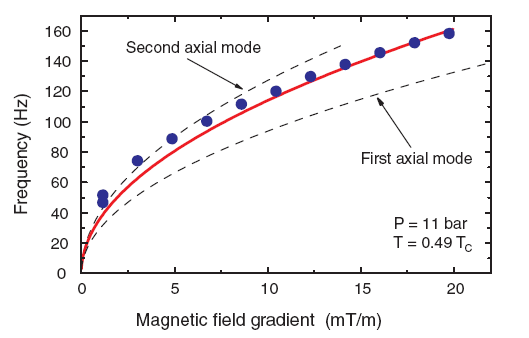 160
140
120
100
80
60
40
20
0
Frequency (Hz)
Second axial mode
First axial mode
P = 11 bar
T = 0.49 Tc
0 5 10 15 20
Magnetic field gradient (mT/m)